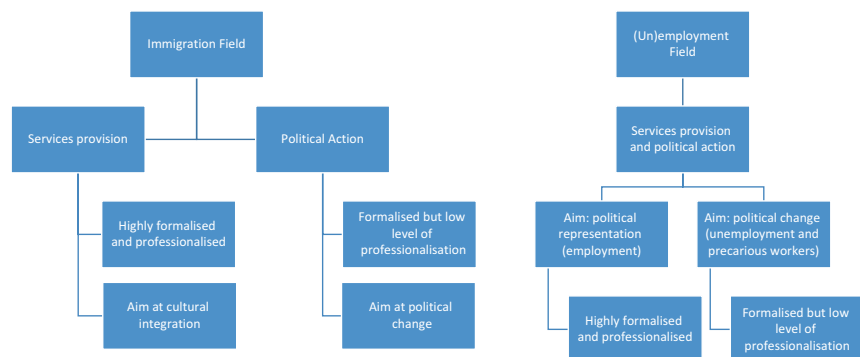 Immigration Field
Services provision
Political Action
Highly formalised
and professionalised
Formalised but low
level of
professionalisation
Aim at cultural
integration
Aim at political
change
(Un)employment
Field
Services provision
and political action
Aim: political
representation
(employment)
Aim: political change
(unemployment and
precarious workers)
Highly formalised
and professionalised
Formalised but low
level of
professionalisation